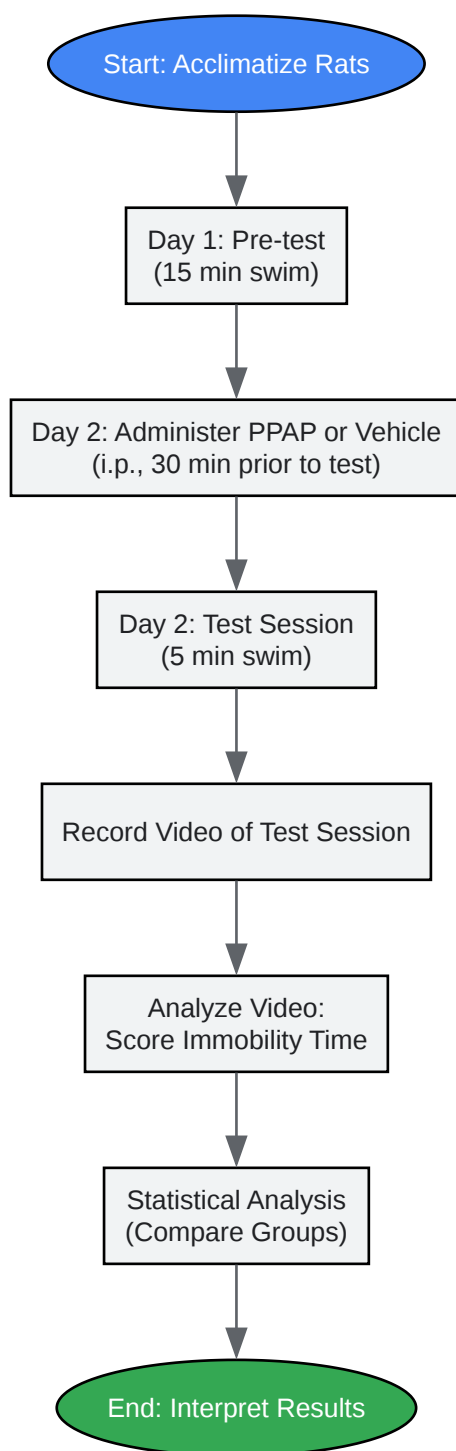 Start: Acclimatize Rats
Day 1: Pre-test
(15 min swim)
Day 2: Administer PPAP or Vehicle
(i.p., 30 min prior to test)
Day 2: Test Session
(5 min swim)
Record Video of Test Session
Analyze Video:
Score Immobility Time
Statistical Analysis
(Compare Groups)
End: Interpret Results